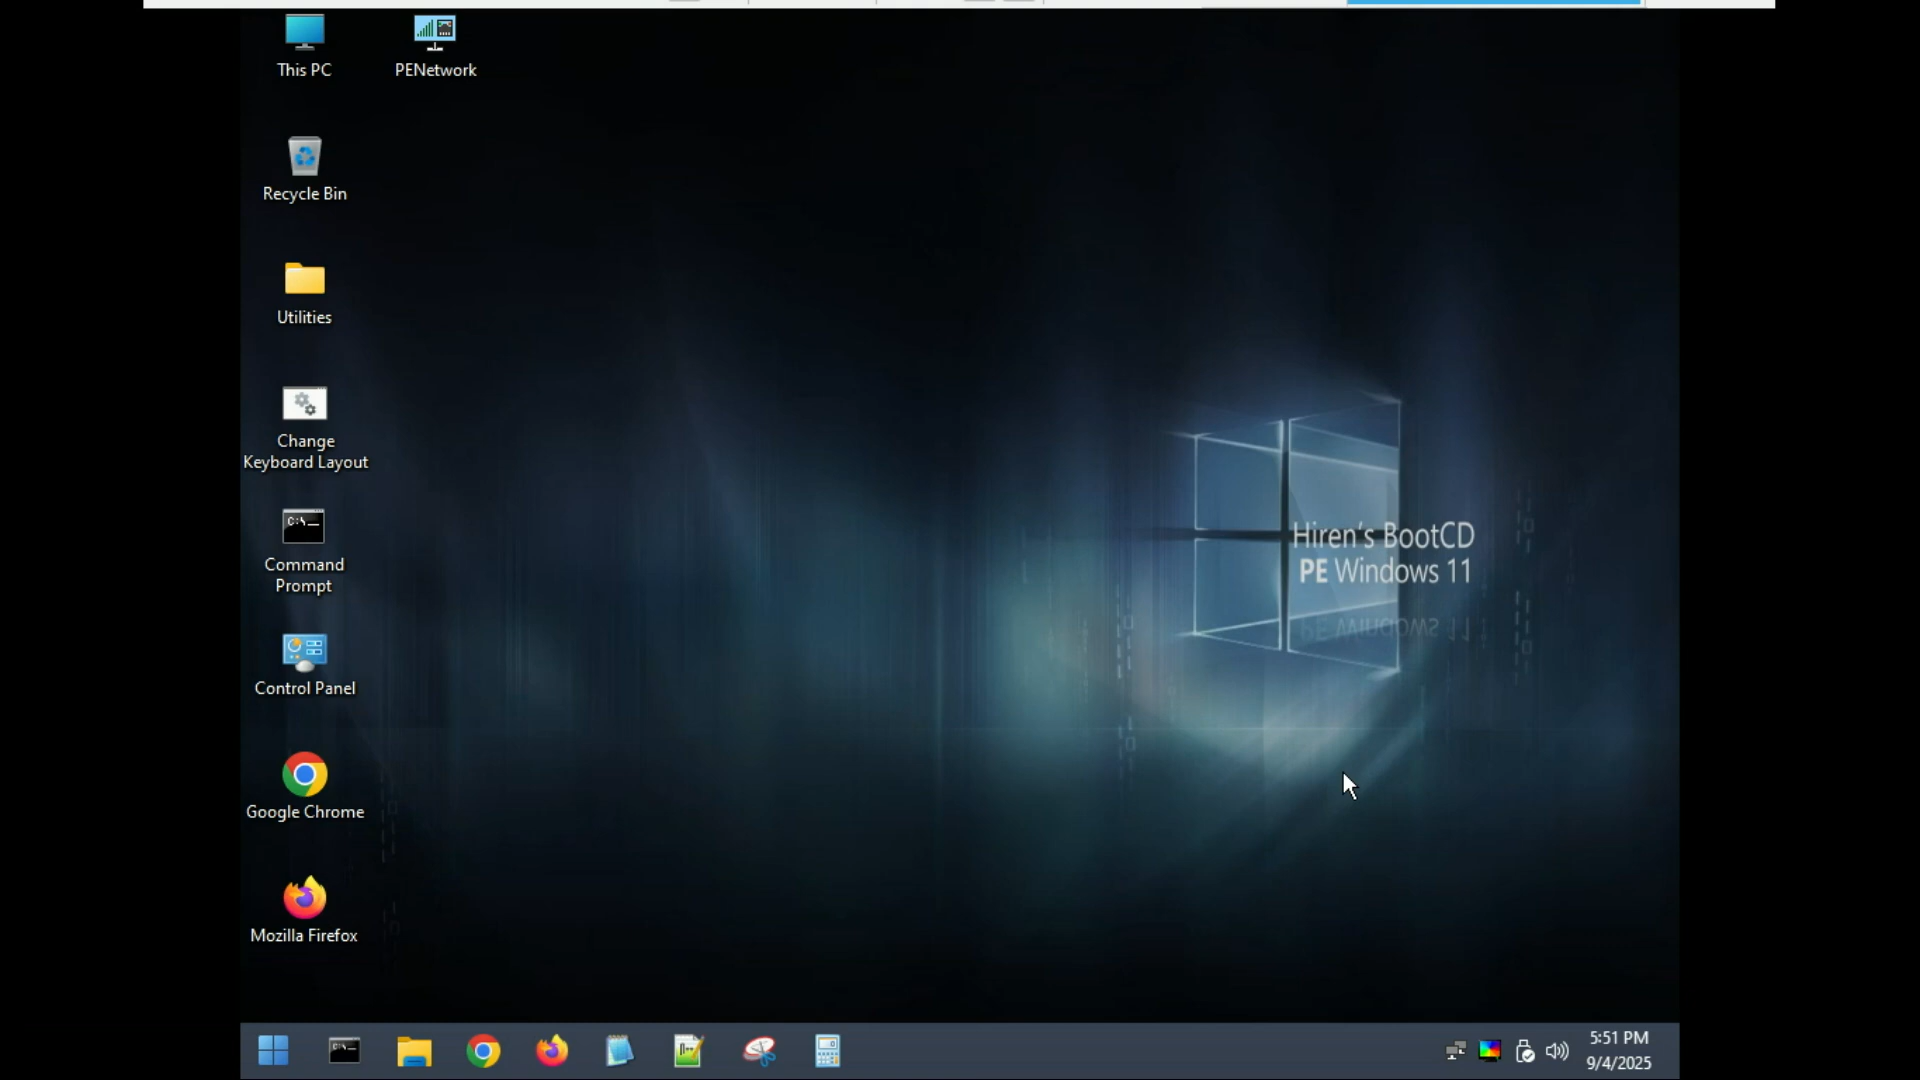 This PC
PENetwork
Recycle Bin
Utilities
Change
Keyboard Layout
Command
Prompt
Control Panel
Google Chrome
Mozilla Firefox
Hiren's BootCD
PE Windows 11
5:51 PM
9/4/2025